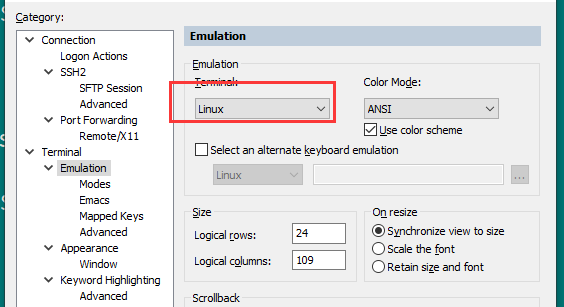 Category:
Connection
Logon Actions
SSH2
SFTP Session
Advanced
Port Forwarding
Remote/X11
Terminal
Emulation
Modes
Emacs
Mapped Keys
Advanced
Appearance
Window
Keyword Highlighting
Advanced
Emulation
Emulation
Terminal: Color Mode:
Linux ANSI
Use color scheme
Select an alternate keyboard emulation
Linux ...
Size
Logical rows: 24
Logical columns: 109
On resize
Synchronize view to size
Scale the font
Retain size and font
Scrollback